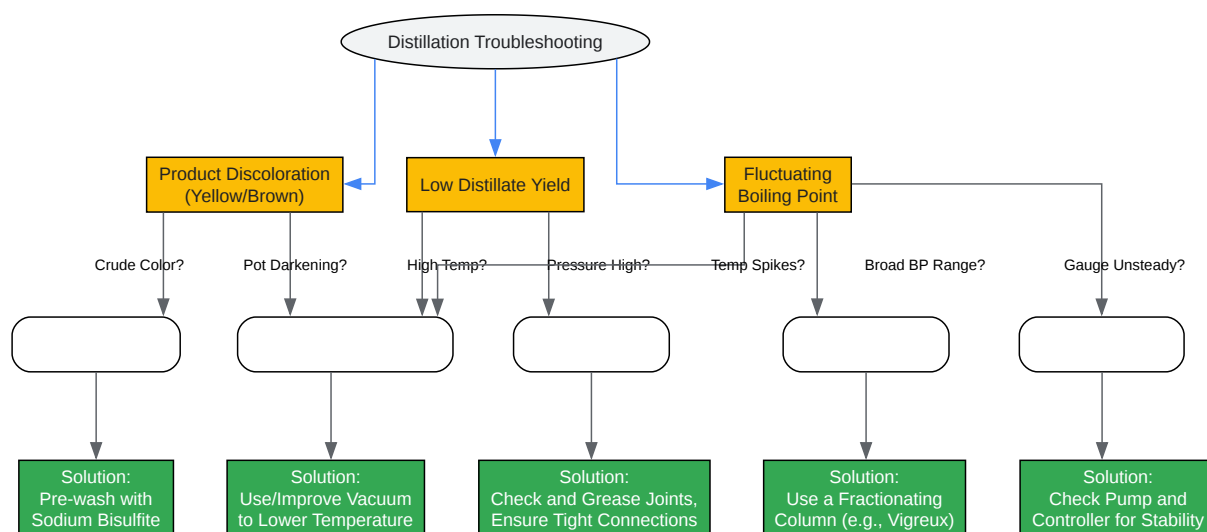 Distillation Troubleshooting
Product Discoloration
(Yellow/Brown)
Low Distillate Yield
Fluctuating
Boiling Point
Crude Color?
Pot Darkening?
High Temp?
Pressure High?
Temp Spikes?
Broad BP Range?
Gauge Unsteady?
Solution:
Pre-wash with
Sodium Bisulfite
Solution:
Use/Improve Vacuum
to Lower Temperature
Solution:
Check and Grease Joints,
Ensure Tight Connections
Solution:
Use a Fractionating
Column (e.g., Vigreux)
Solution:
Check Pump and
Controller for Stability